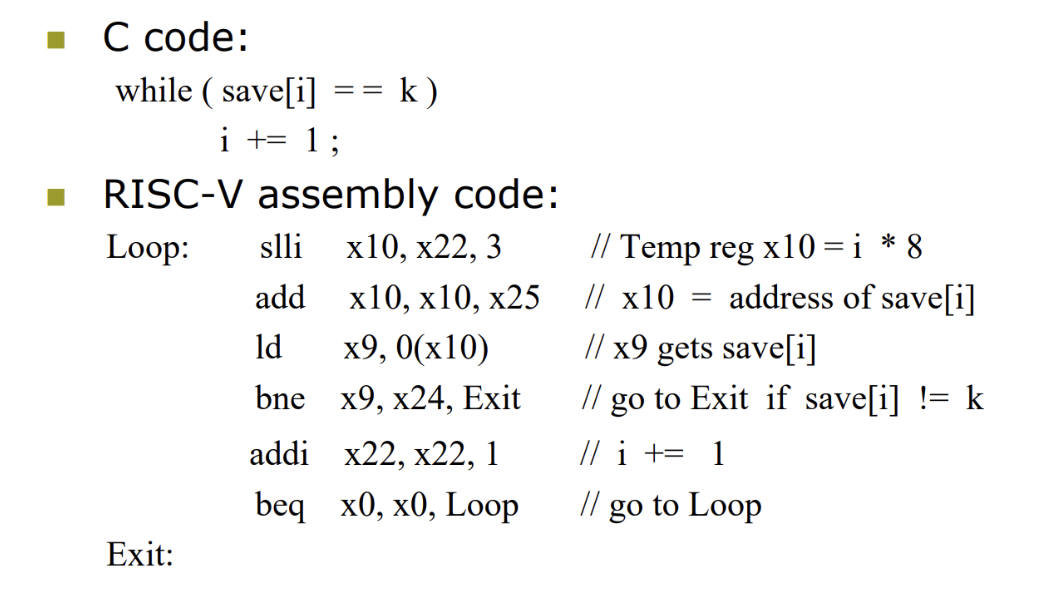 C code:
while ( save[i] == k )
i += 1 ;
RISC-V assembly code:
Loop: slli x10, x22, 3 // Temp reg x10 = i * 8
add x10, x10, x25 // x10 = address of save[i]
ld x9, 0(x10) // x9 gets save[i]
bne x9, x24, Exit // go to Exit if save[i] != k
addi x22, x22, 1 // i += 1
beq x0, x0, Loop // go to Loop
Exit: